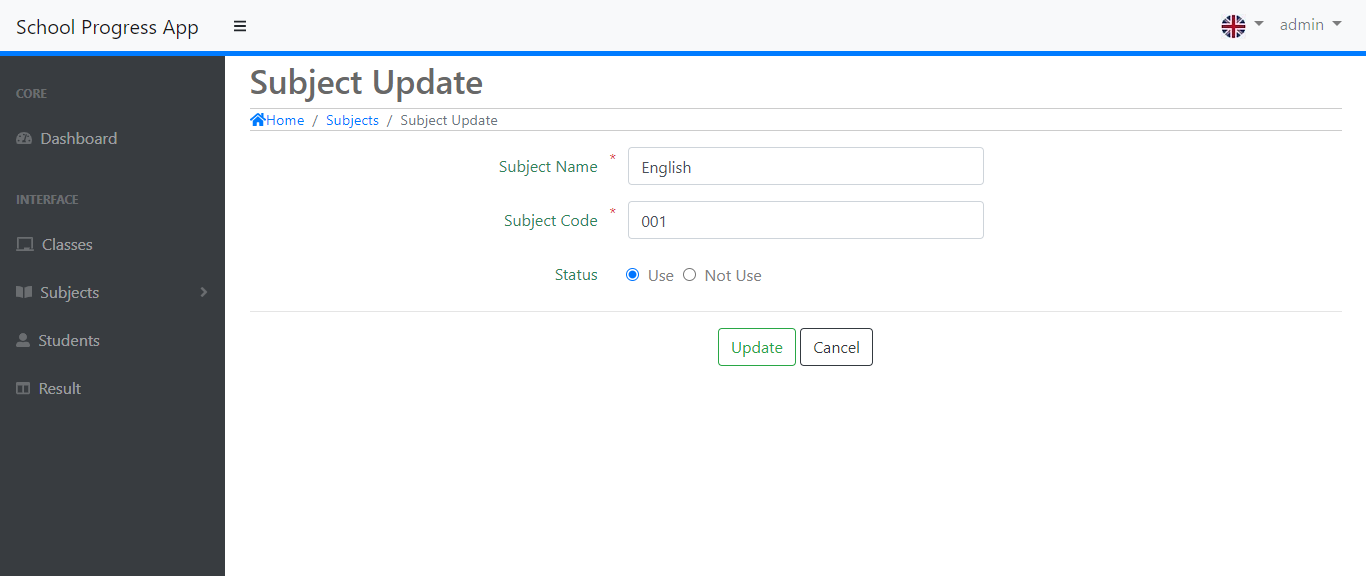 School Progress App
admin
CORE
Dashboard
INTERFACE
Classes
Subjects
Students
Result
Subject Update
Home / Subjects / Subject Update
Subject Name * English
Subject Code * 001
Status Use Not Use
Update Cancel